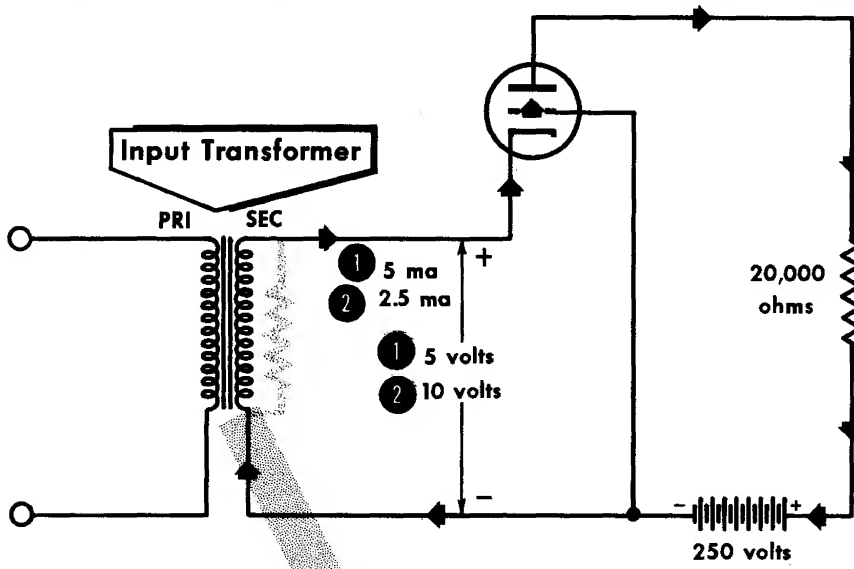 Input Transformer
PRI SEC
1 5 ma
2 2.5 ma
+
1 5 volts
2 10 volts
-
20,000
ohms
- +
250 volts